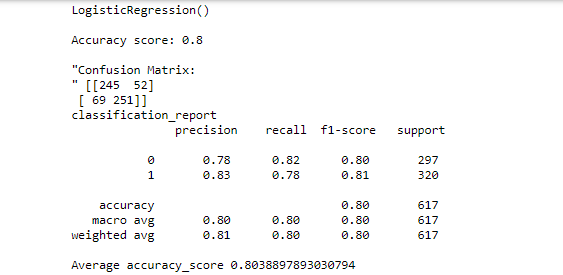 LogisticRegression()
Accuracy score: 0.8
"Confusion Matrix:
" [[245  52]
 [ 69 251]]
classification_report
              precision    recall  f1-score   support
           0       0.78      0.82      0.80       297
           1       0.83      0.78      0.81       320
    accuracy                           0.80       617
   macro avg       0.80      0.80      0.80       617
weighted avg       0.81      0.80      0.80       617
Average accuracy_score 0.8038897893030794